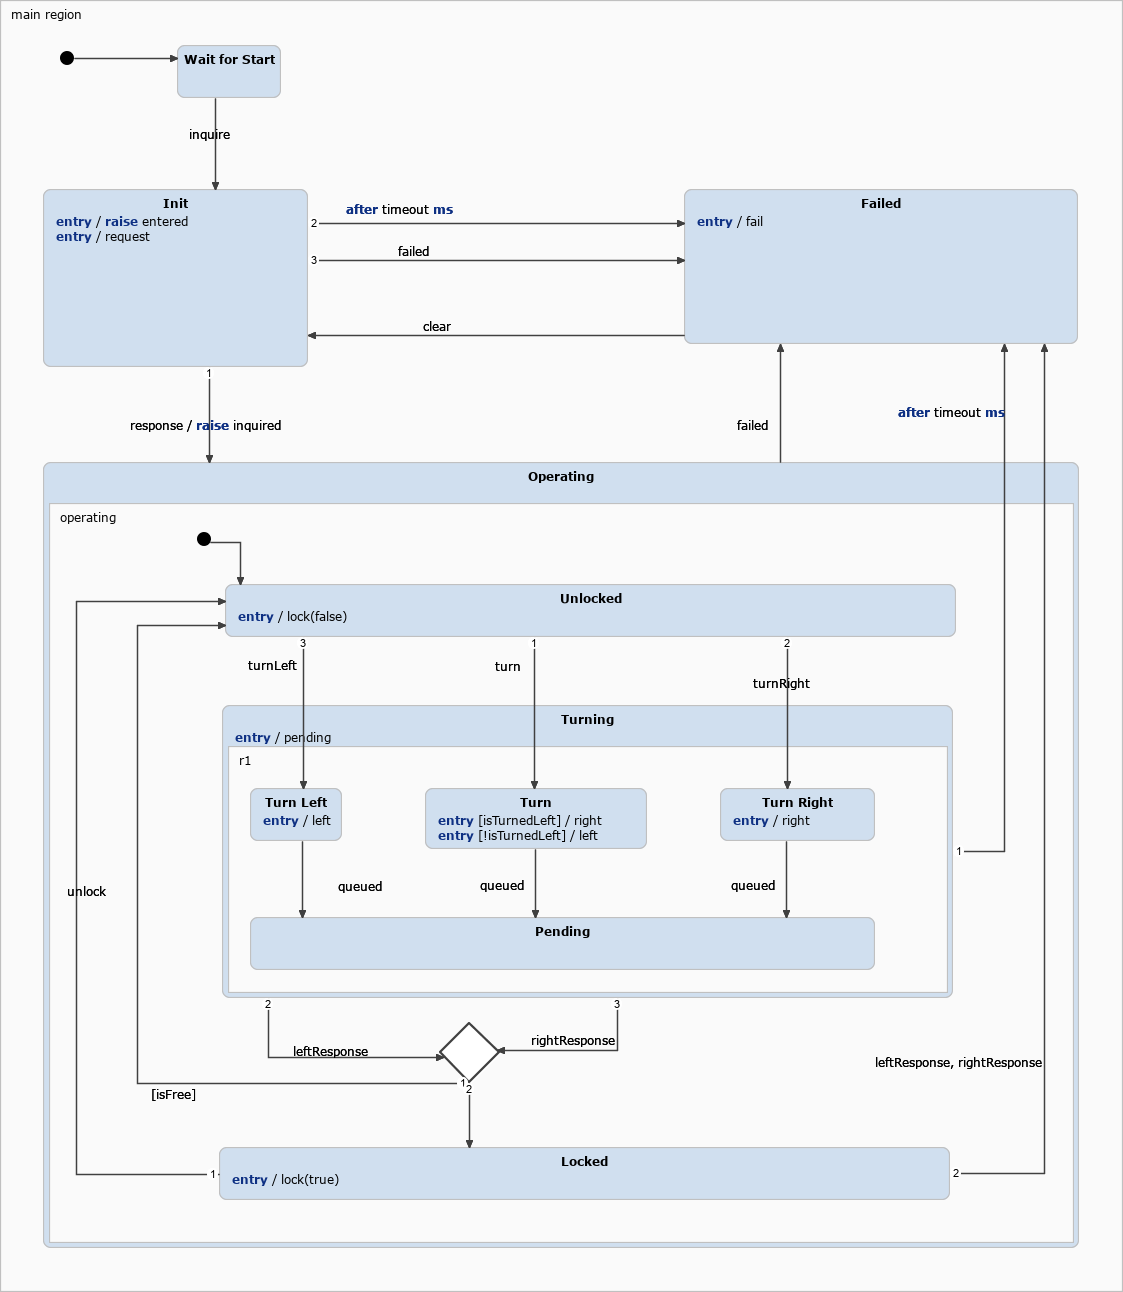 main region
Wait for Start
inquire
Init
entry / raise entered
entry / request
2
after timeout ms
3
failed
clear
Failed
entry / fail
1
response / raise inquired
failed
after timeout ms
Operating
operating
Unlocked
entry / lock(false)
3
1
2
turnLeft
turn
turnRight
Turning
entry / pending
r1
Turn Left
entry / left
Turn
entry [isTurnedLeft] / right
entry [!isTurnedLeft] / left
Turn Right
entry / right
1
unlock
queued
queued
queued
Pending
2
3
leftResponse
rightResponse
leftResponse, rightResponse
1
2
[isFree]
Locked
entry / lock(true)
1
2